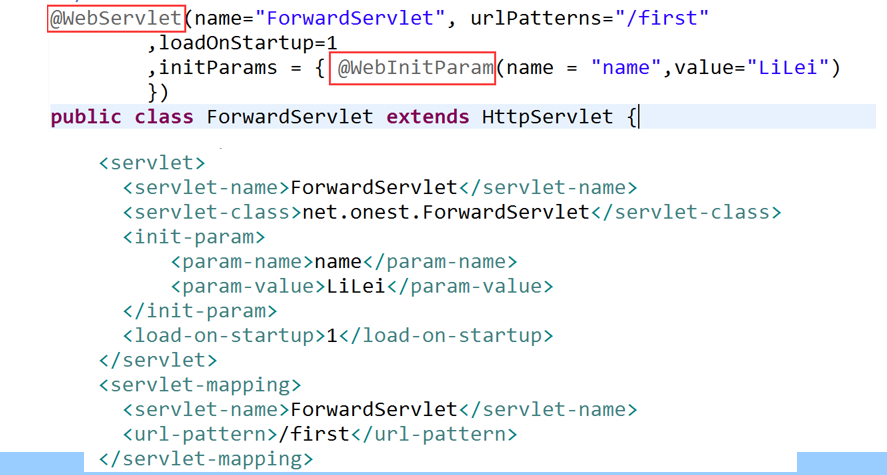 @WebServlet(name="ForwardServlet", urlPatterns="/first"
,loadOnStartup=1
,initParams = { @WebInitParam(name = "name",value="LiLei")
})
public class ForwardServlet extends HttpServlet {
<servlet>
<servlet-name>ForwardServlet</servlet-name>
<servlet-class>net.onest.ForwardServlet</servlet-class>
<init-param>
<param-name>name</param-name>
<param-value>LiLei</param-value>
</init-param>
<load-on-startup>1</load-on-startup>
</servlet>
<servlet-mapping>
<servlet-name>ForwardServlet</servlet-name>
<url-pattern>/first</url-pattern>
</servlet-mapping>